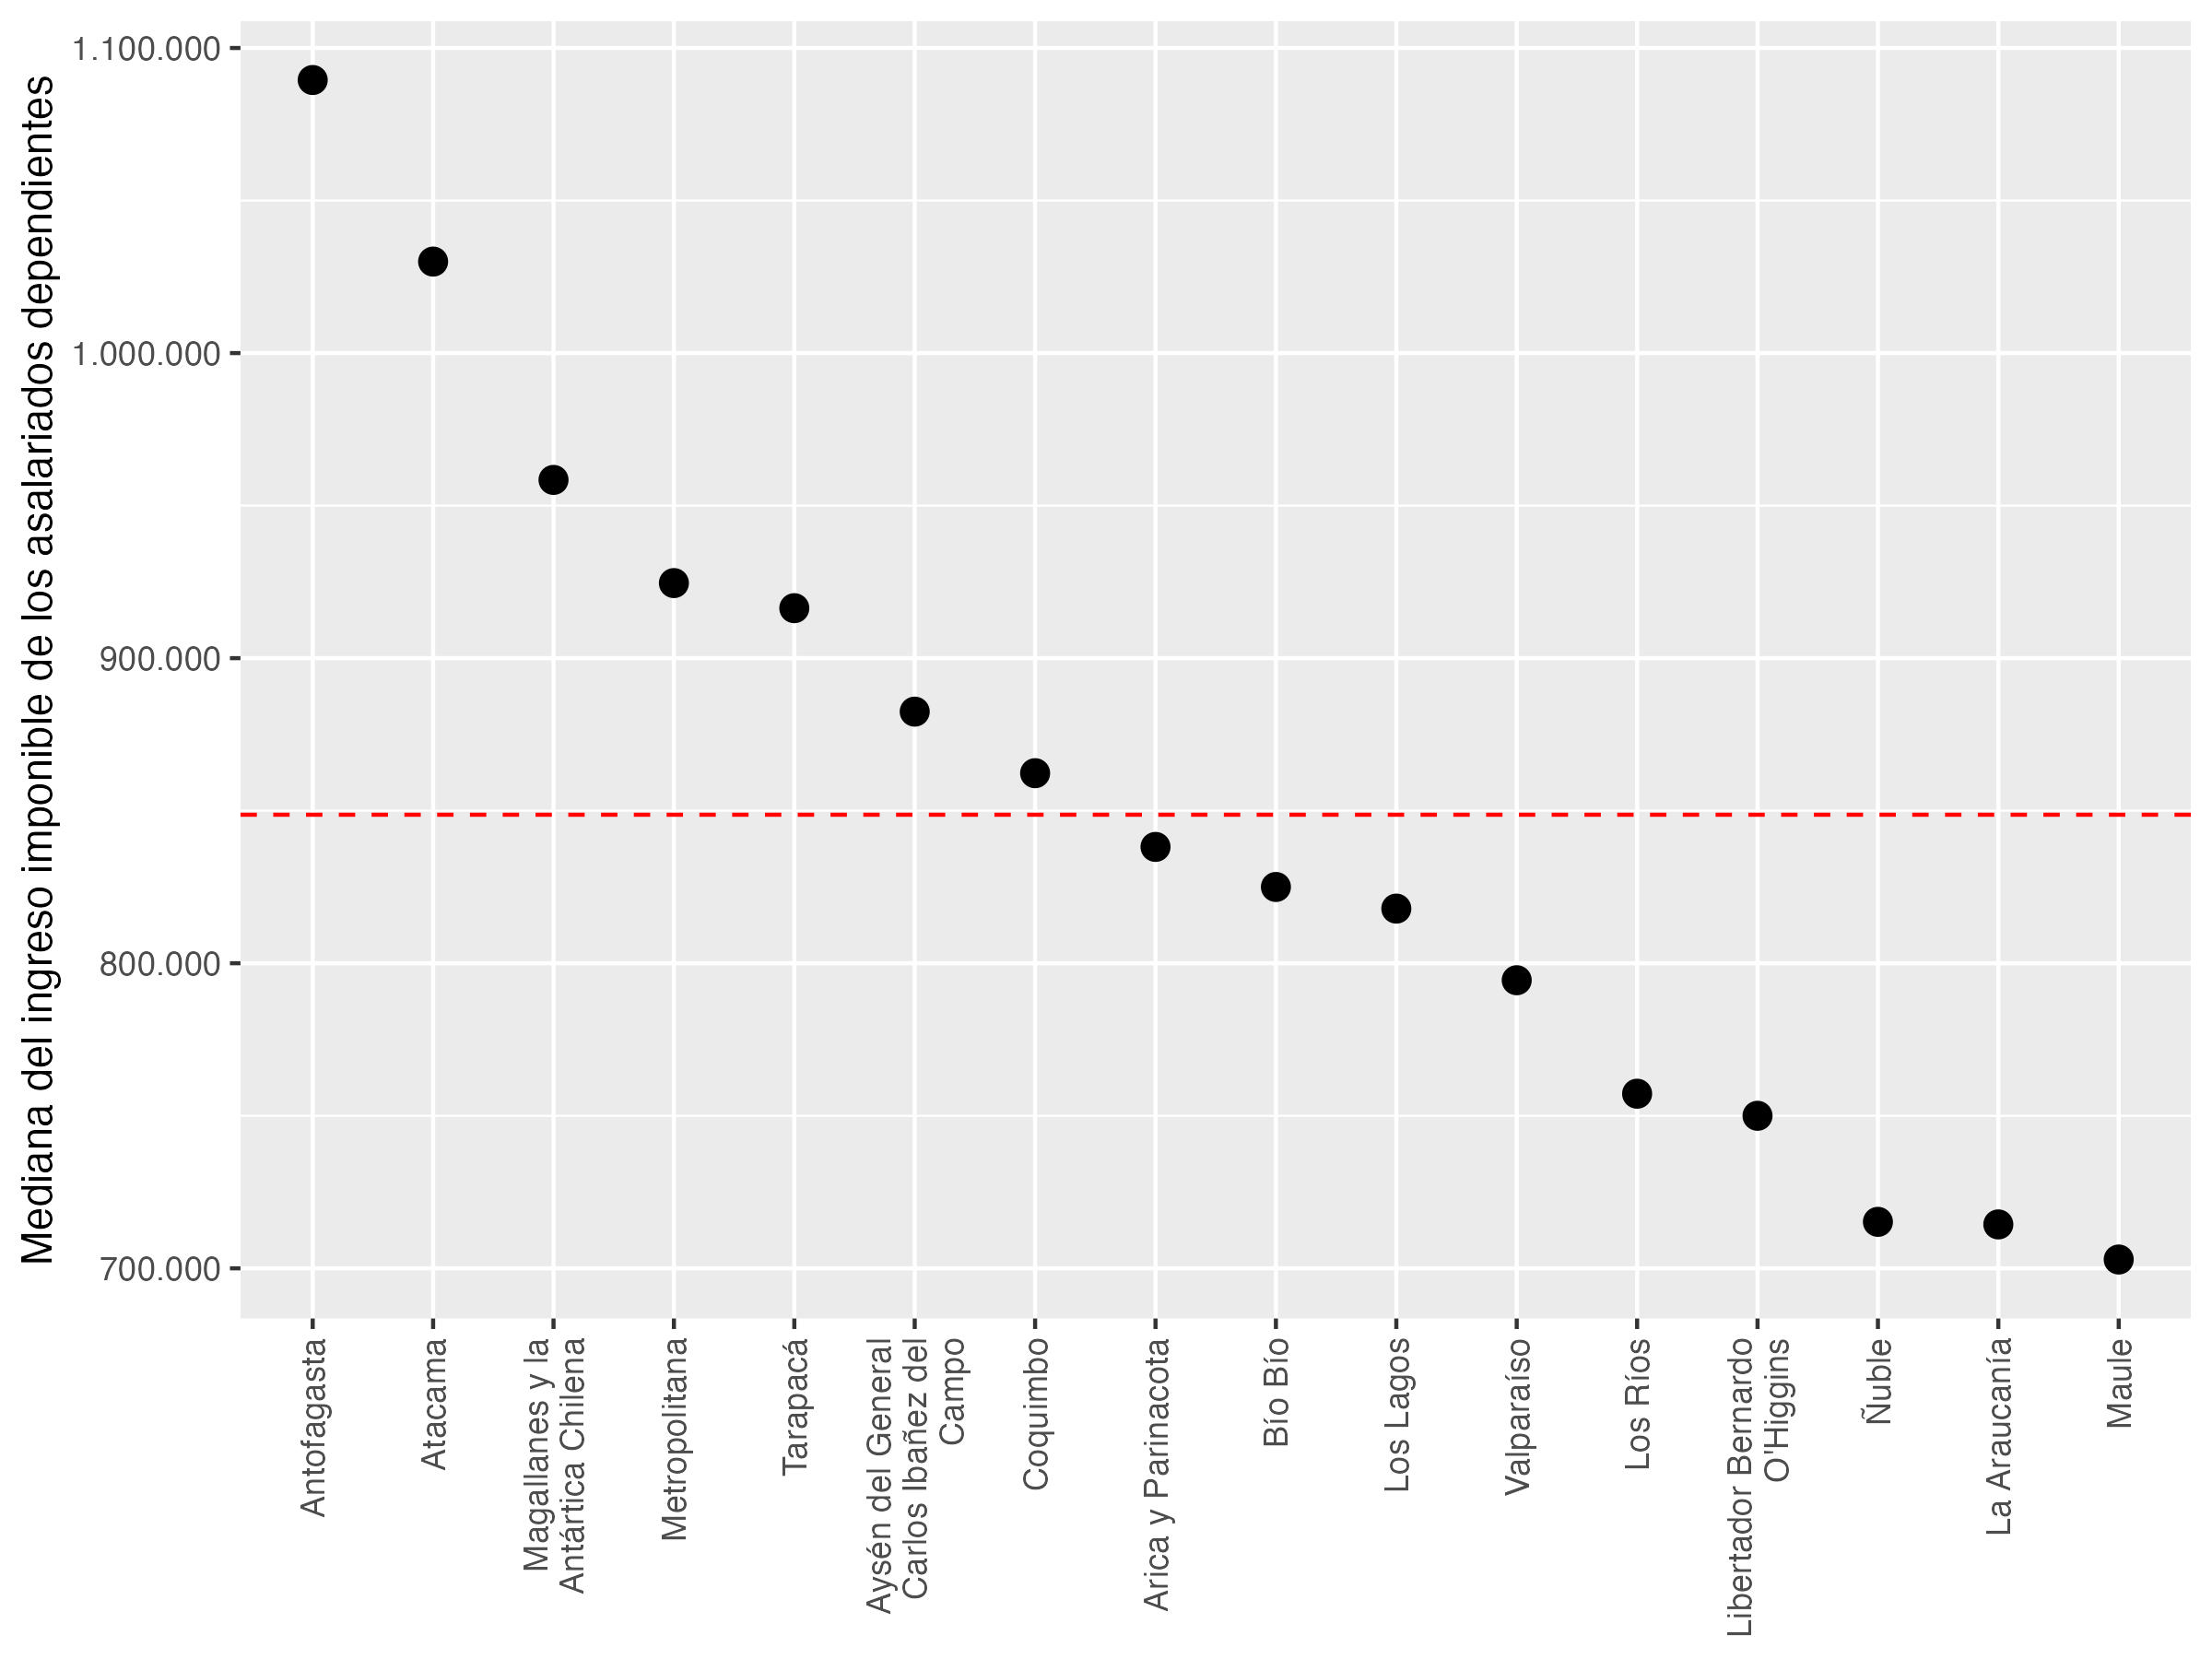 Mediana del ingreso imponible de los asalariados dependientes
1.100.000
1.000.000
900.000
800.000
700.000
Antofagasta
Atacama
Magallanes y la
Antártica Chilena
Metropolitana
Tarapacá
Aysén del General
Carlos Ibañez del
Campo
Coquimbo
Arica y Parinacota
Bío Bío
Los Lagos
Valparaíso
Los Ríos
Libertador Bernardo
O'Higgins
Ñuble
La Araucanía
Maule